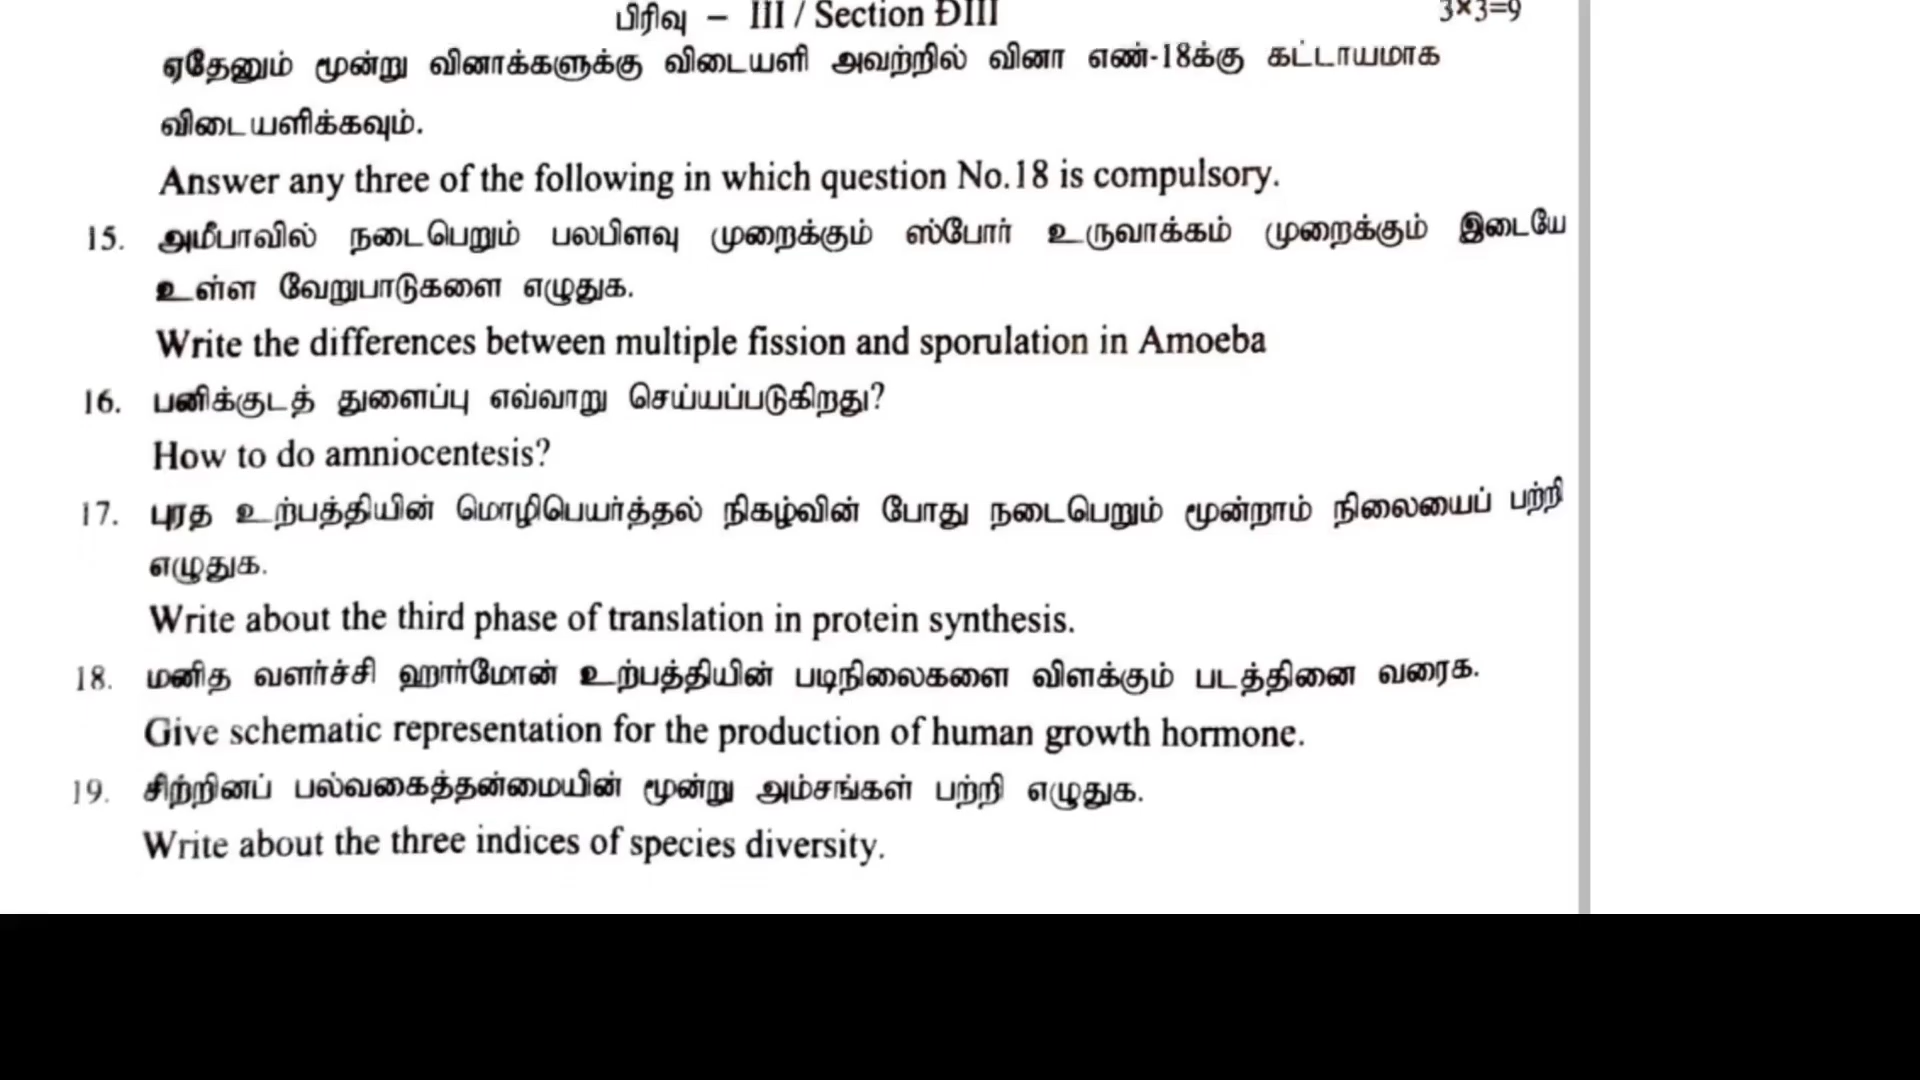 பிரிவு – III / Section ĐIII 3×3=9
ஏதேனும் மூன்று வினாக்களுக்கு விடையளி அவற்றில் வினா எண்-18க்கு கட்டாயமாக
விடையளிக்கவும்.
Answer any three of the following in which question No.18 is compulsory.
15. அமீபாவில் நடைபெறும் பலபிளவு முறைக்கும் ஸ்போர் உருவாக்கம் முறைக்கும் இடையே
உள்ள வேறுபாடுகளை எழுதுக.
Write the differences between multiple fission and sporulation in Amoeba
16. பனிக்குடத் துளைப்பு எவ்வாறு செய்யப்படுகிறது?
How to do amniocentesis?
17. புரத உற்பத்தியின் மொழிபெயர்த்தல் நிகழ்வின் போது நடைபெறும் மூன்றாம் நிலையைப் பற்றி
எழுதுக.
Write about the third phase of translation in protein synthesis.
18. மனித வளர்ச்சி ஹார்மோன் உற்பத்தியின் படிநிலைகளை விளக்கும் படத்தினை வரைக.
Give schematic representation for the production of human growth hormone.
19. சிற்றினப் பல்வகைத்தன்மையின் மூன்று அம்சங்கள் பற்றி எழுதுக.
Write about the three indices of species diversity.